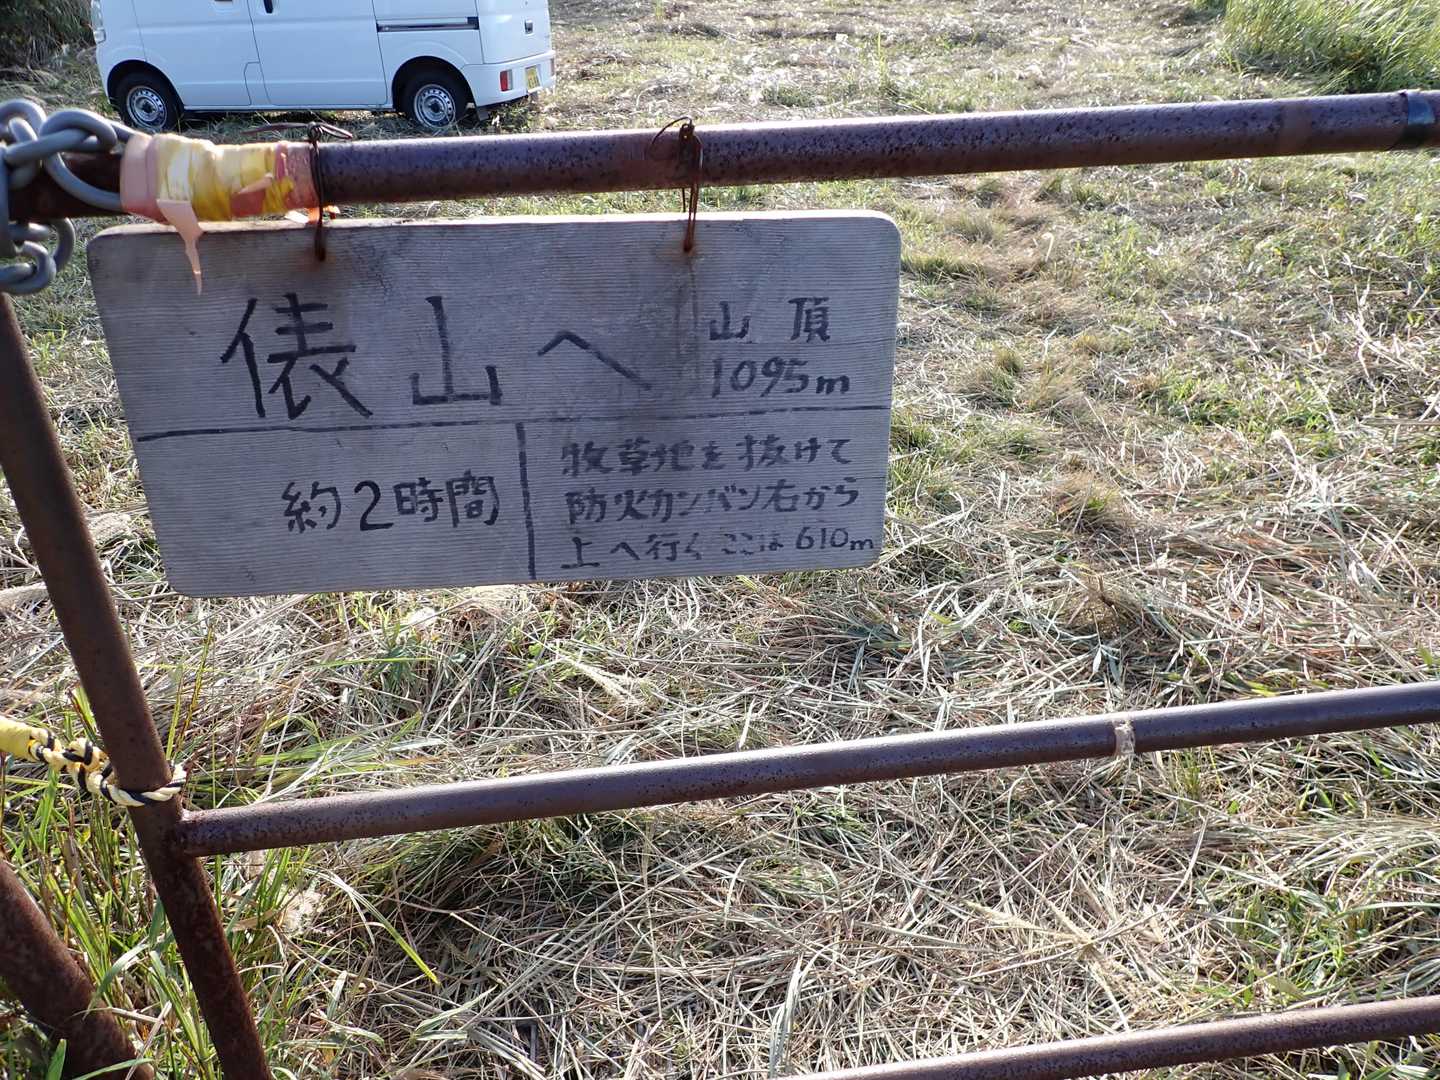 俵山へ
山頂
1095m
約2時間
牧草地を抜けて
防火カンバン右から
上へ行く ここは610m